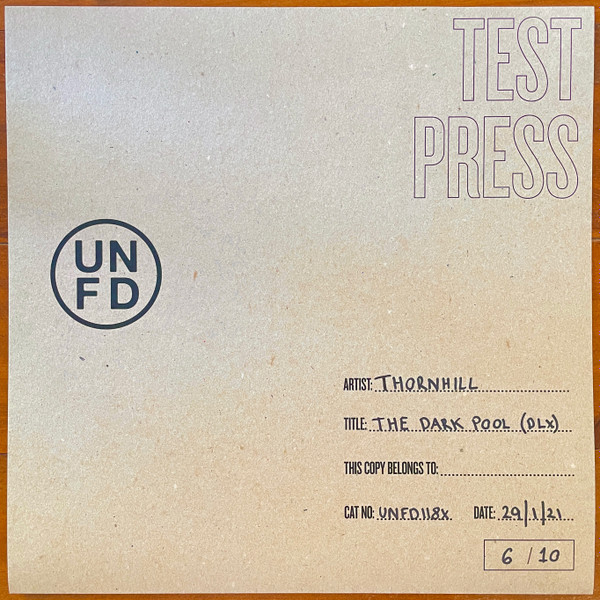 TEST
PRESS
UN
FD
ARTIST: THORNHILL
TITLE: THE DARK POOL (DLX)
THIS COPY BELONGS TO:
CAT NO: UNFD118X DATE: 29/1/21
6 / 10